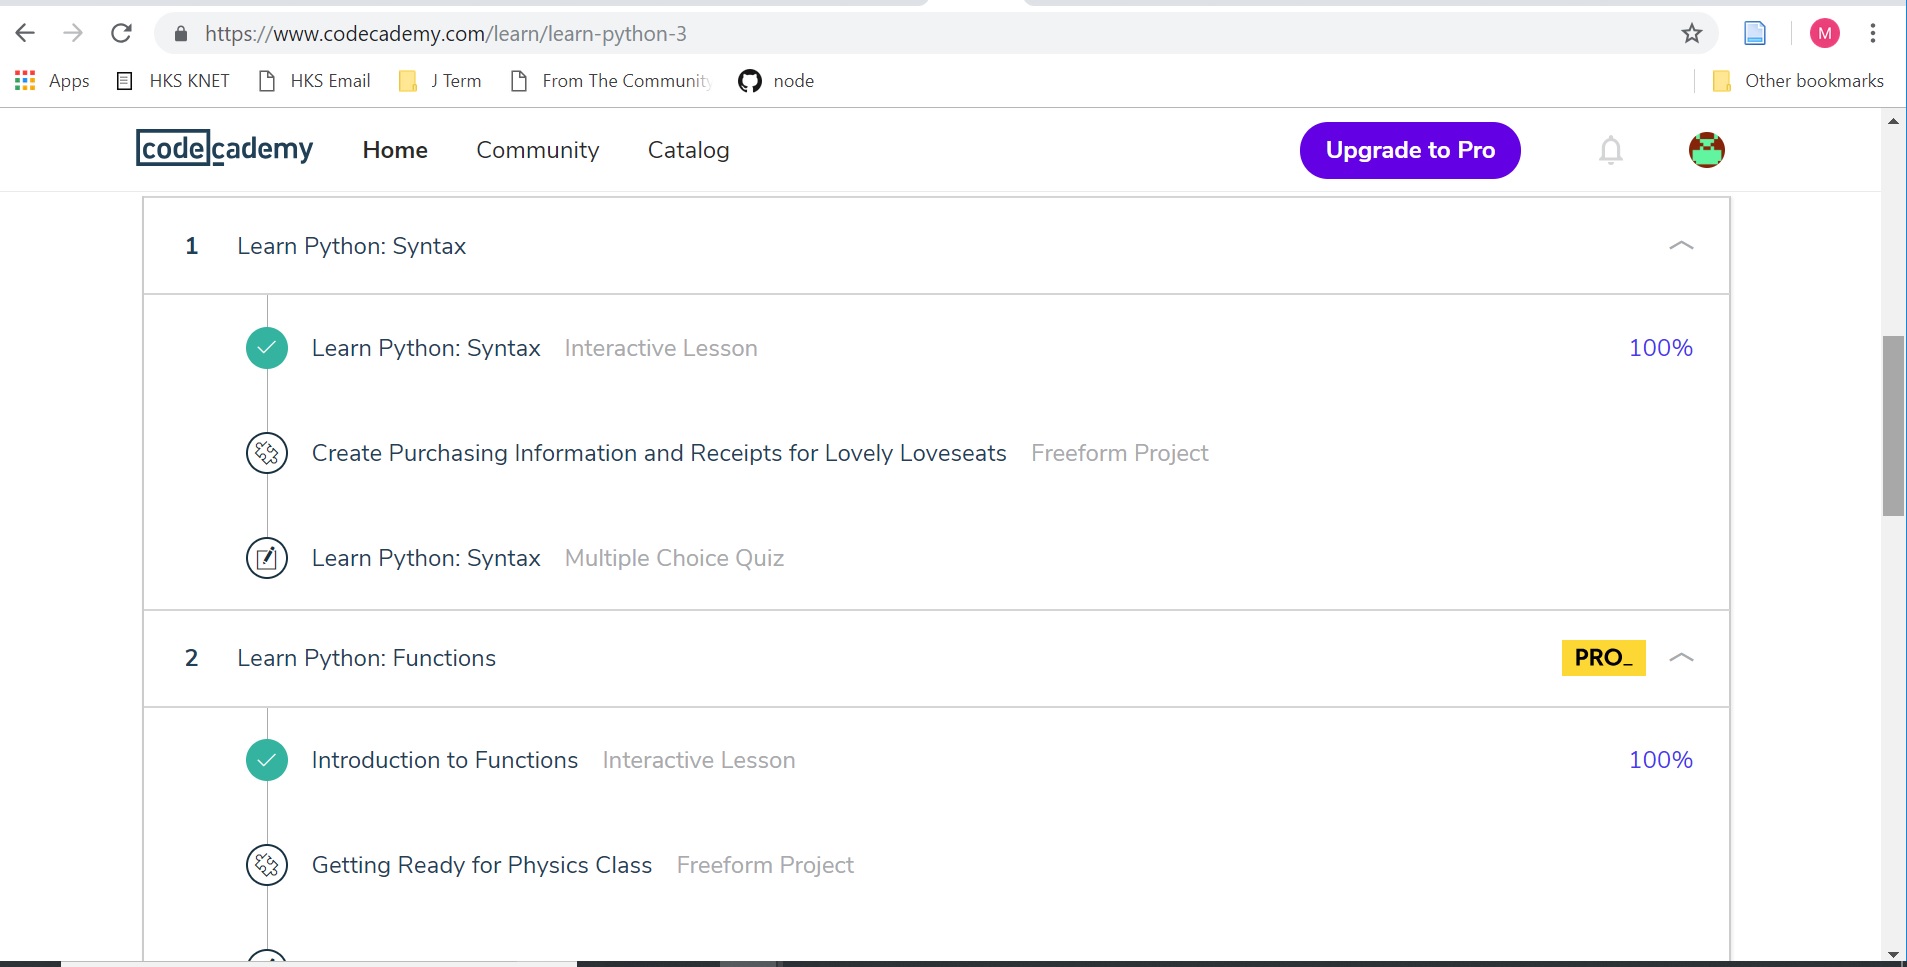 https://www.codecademy.com/learn/learn-python-3
M
Apps HKS KNET HKS Email J Term From The Community node Other bookmarks
codecademy Home Community Catalog Upgrade to Pro
1 Learn Python: Syntax
Learn Python: Syntax Interactive Lesson 100%
Create Purchasing Information and Receipts for Lovely Loveseats Freeform Project
Learn Python: Syntax Multiple Choice Quiz
2 Learn Python: Functions PRO_
Introduction to Functions Interactive Lesson 100%
Getting Ready for Physics Class Freeform Project